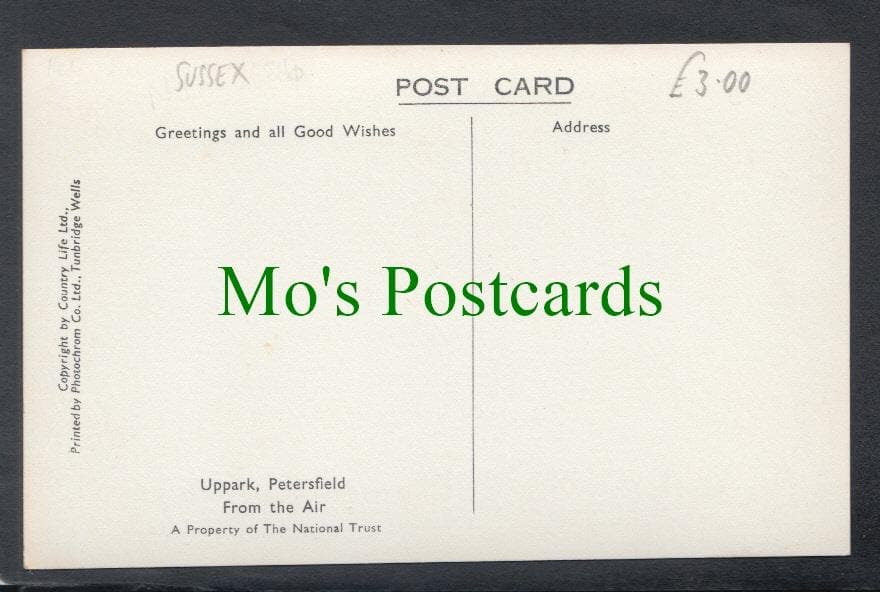 SUSSEX
£3.00
POST CARD
Greetings and all Good Wishes
Address
Copyright by Country Life Ltd.,
Printed by Photochrom Co. Ltd., Tunbridge Wells
Mo's Postcards
Uppark, Petersfield
From the Air
A Property of The National Trust